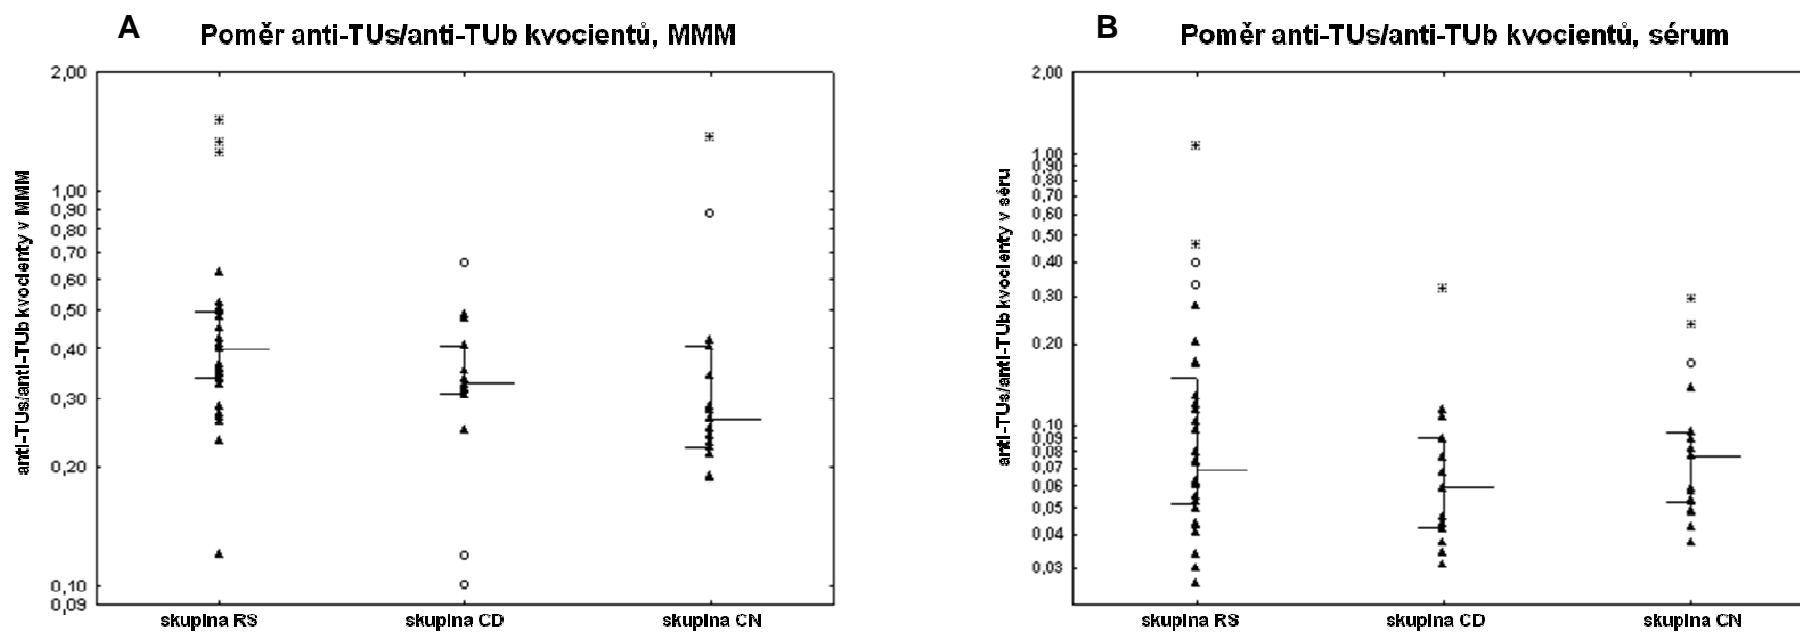 A
Poměr anti-TUs/anti-TUb kvocientů, MMM
anti-TUs/anti-TUb kvocienty v MMM
2,00
1,00
0,90
0,80
0,70
0,60
0,50
0,40
0,30
0,20
0,10
0,09
skupina RS
skupina CD
skupina CN
B
Poměr anti-TUs/anti-TUb kvocientů, sérum
anti-TUs/anti-TUb kvocienty v séru
2,00
1,00
0,90
0,80
0,70
0,60
0,50
0,40
0,30
0,20
0,10
0,09
0,08
0,07
0,06
0,05
0,04
0,03
skupina RS
skupina CD
skupina CN